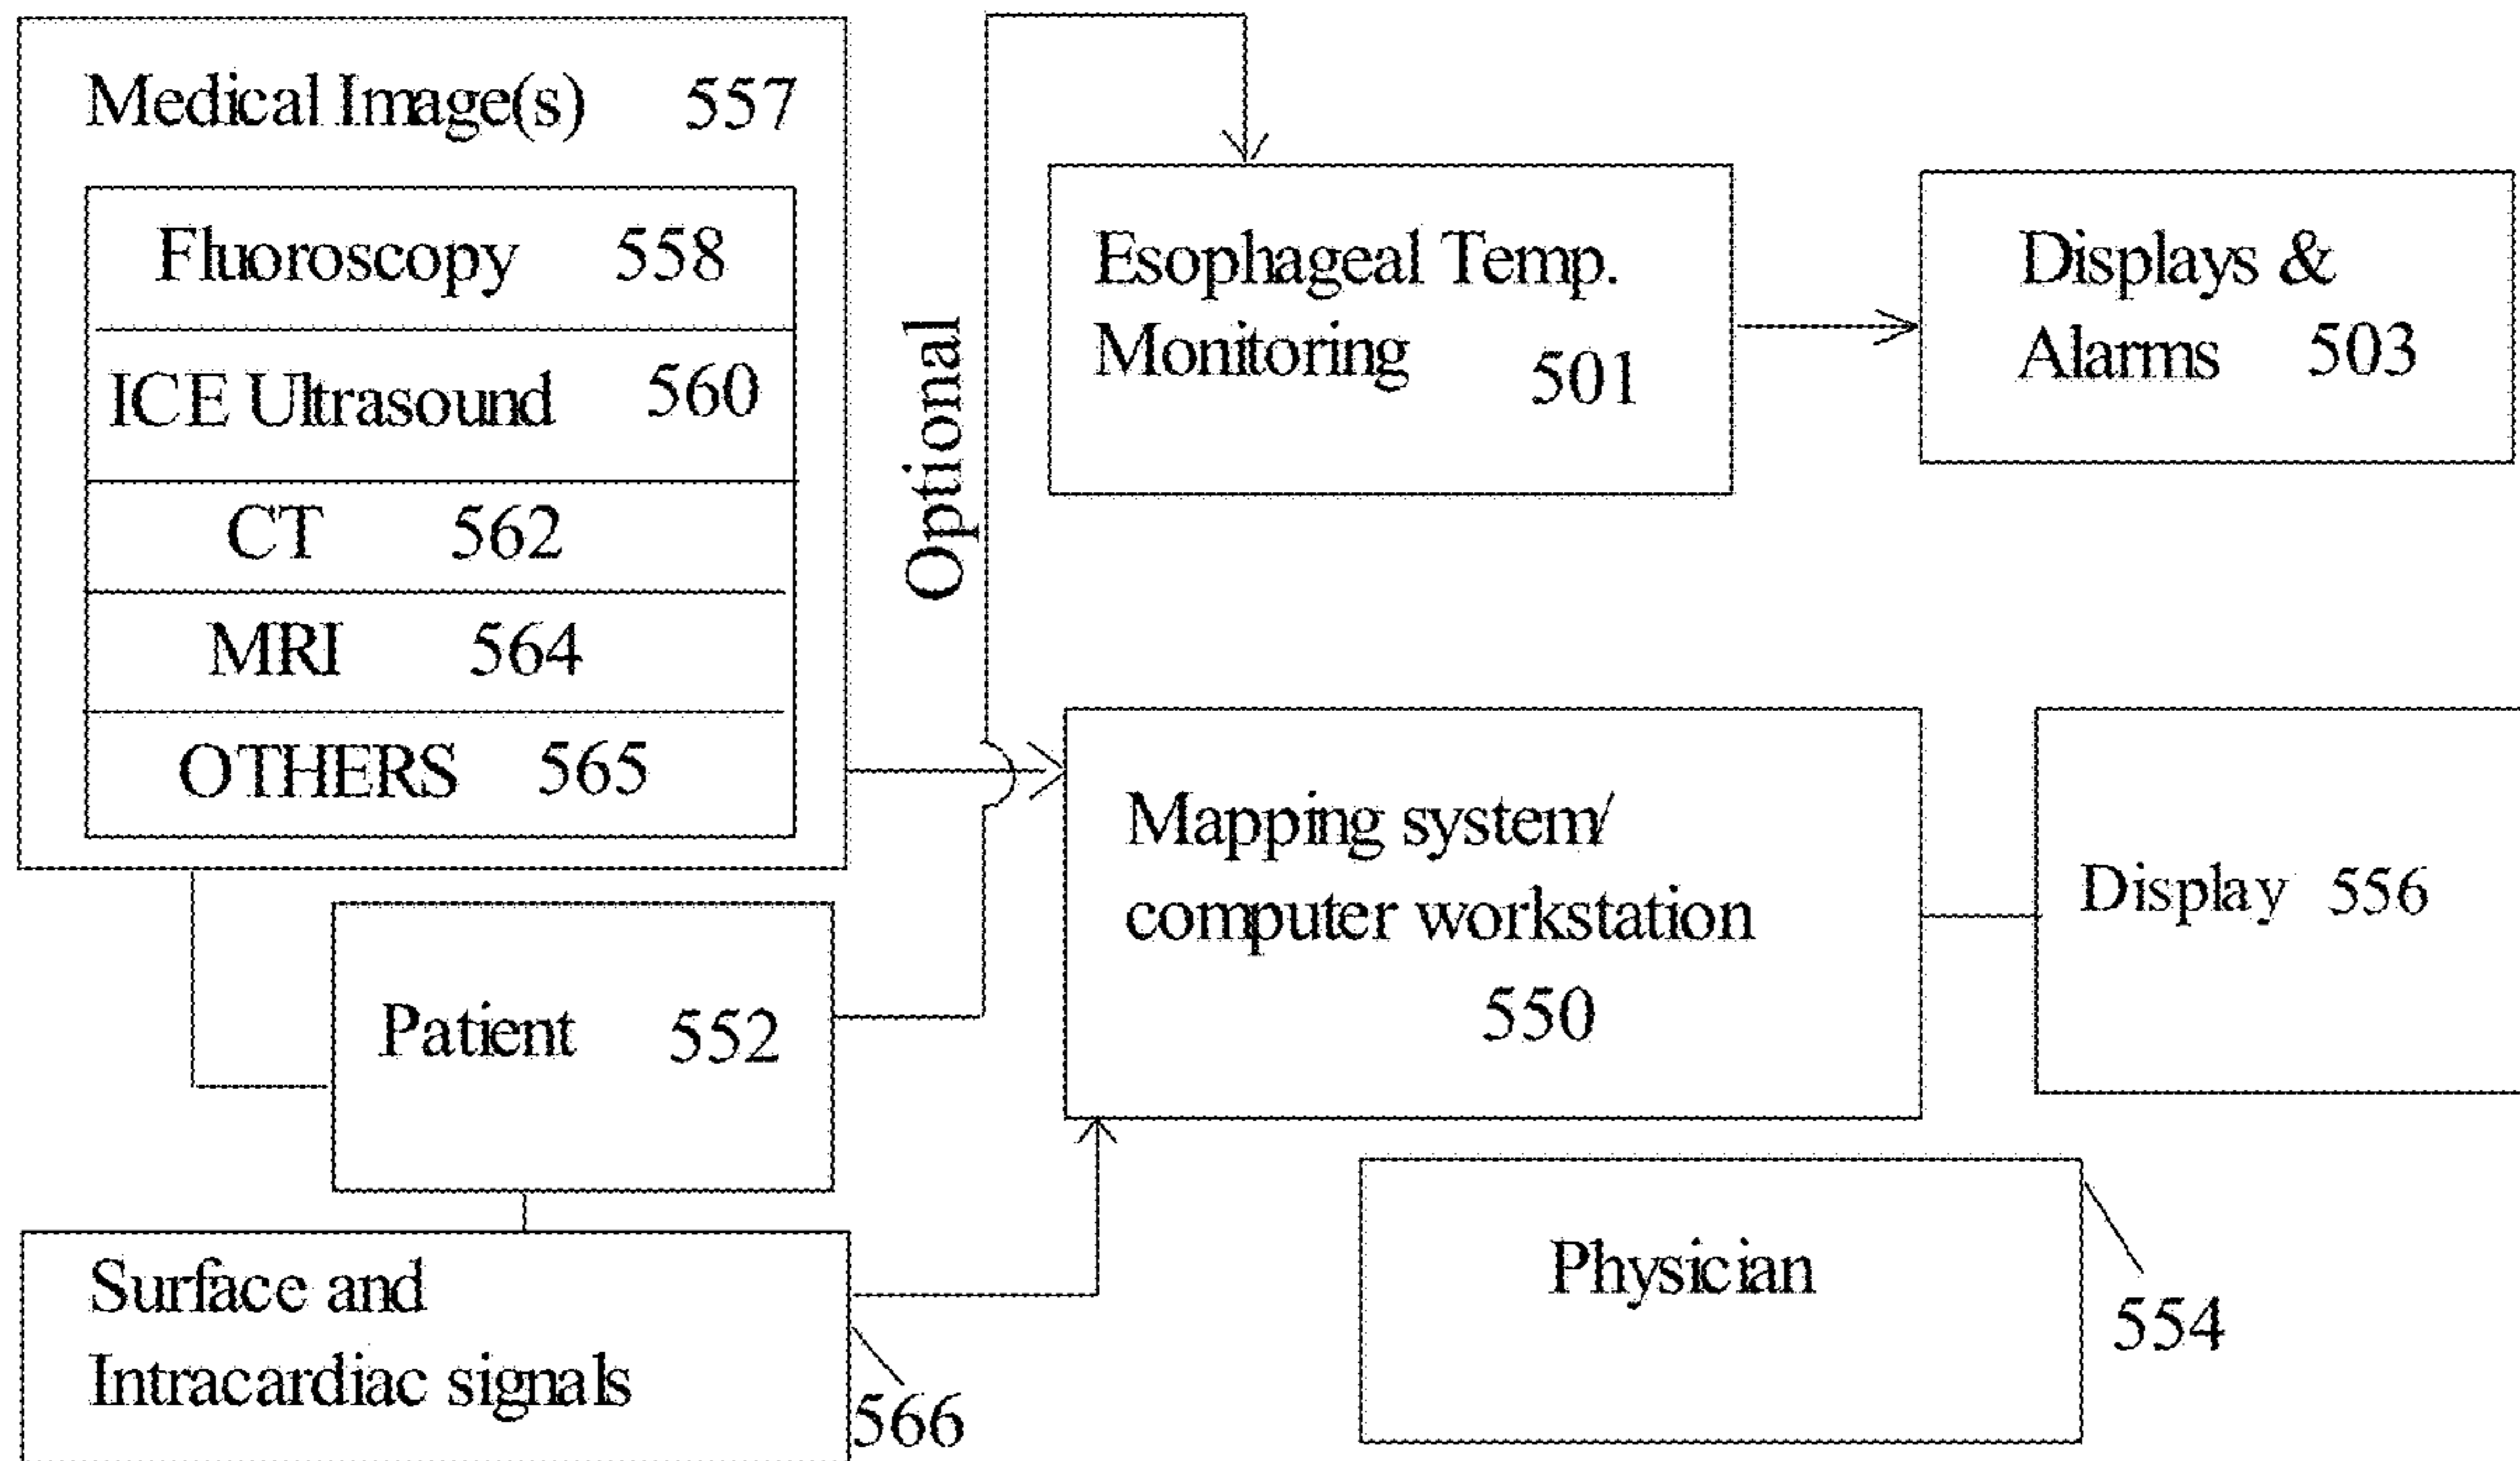 Medical Image(s) 557
Fluoroscopy 558
ICE Ultrasound 560
CT 562
MRI 564
OTHERS 565
Optional
Esophageal Temp.
Monitoring 501
Displays &
Alarms 503
Mapping system/
computer workstation
550
Display 556
Patient 552
Surface and
Intracardiac signals
566
Physician
554